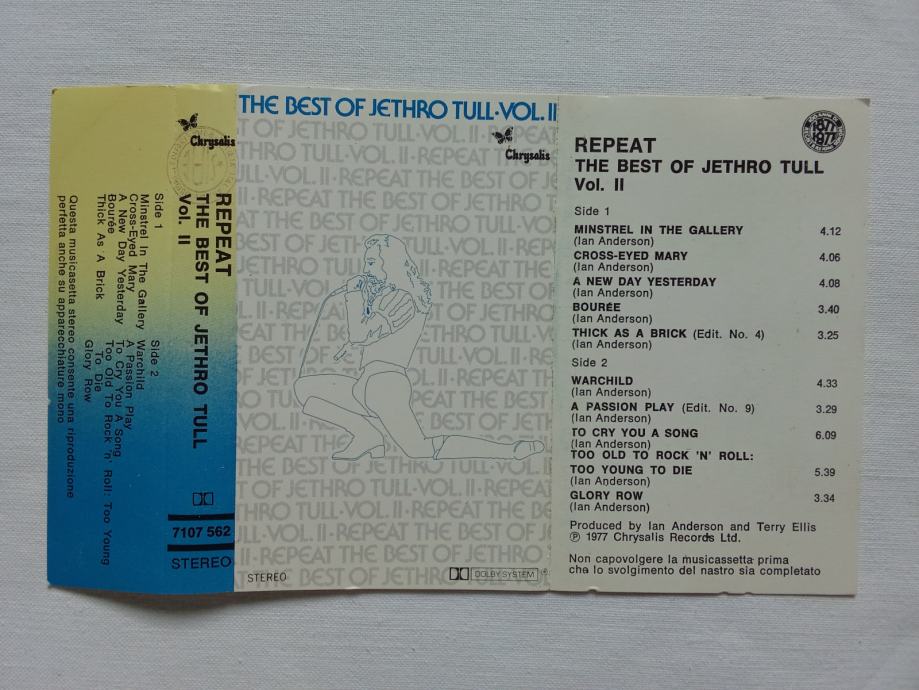 Chrysalis
REPEAT
THE BEST OF JETHRO TULL
Vol. II
7107 562
STEREO
Side 1
Minstrel In The Gallery
Cross-Eyed Mary
A New Day Yesterday
Bourée
Thick As A Brick
Side 2
Warchild
A Passion Play
To Cry You A Song
Too Old To Rock 'n' Roll: Too Young
To Die
Glory Row
Questa musicassetta stereo consente una riproduzione
perfetta anche su apparecchiature mono
THE BEST OF JETHRO TULL·VOL. II
Chrysalis
STEREO
DOLBY SYSTEM
1877
1977
REPEAT
THE BEST OF JETHRO TULL
Vol. II
Side 1
MINSTREL IN THE GALLERY 4.12
(Ian Anderson)
CROSS-EYED MARY 4.06
(Ian Anderson)
A NEW DAY YESTERDAY 4.08
(Ian Anderson)
BOURÉE 3.40
(Ian Anderson)
THICK AS A BRICK (Edit. No. 4) 3.25
(Ian Anderson)
Side 2
WARCHILD 4.33
(Ian Anderson)
A PASSION PLAY (Edit. No. 9) 3.29
(Ian Anderson)
TO CRY YOU A SONG 6.09
(Ian Anderson)
TOO OLD TO ROCK 'N' ROLL:
TOO YOUNG TO DIE 5.39
(Ian Anderson)
GLORY ROW 3.34
(Ian Anderson)
Produced by Ian Anderson and Terry Ellis
℗ 1977 Chrysalis Records Ltd.
Non capovolgere la musicassetta prima
che lo svolgimento del nastro sia completato